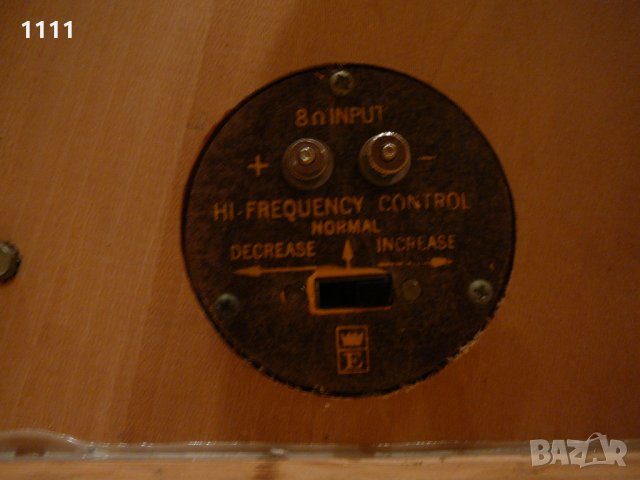 1111
8Ω INPUT
+ -
HI-FREQUENCY CONTROL
NORMAL
DECREASE INCREASE
E
BAZAR